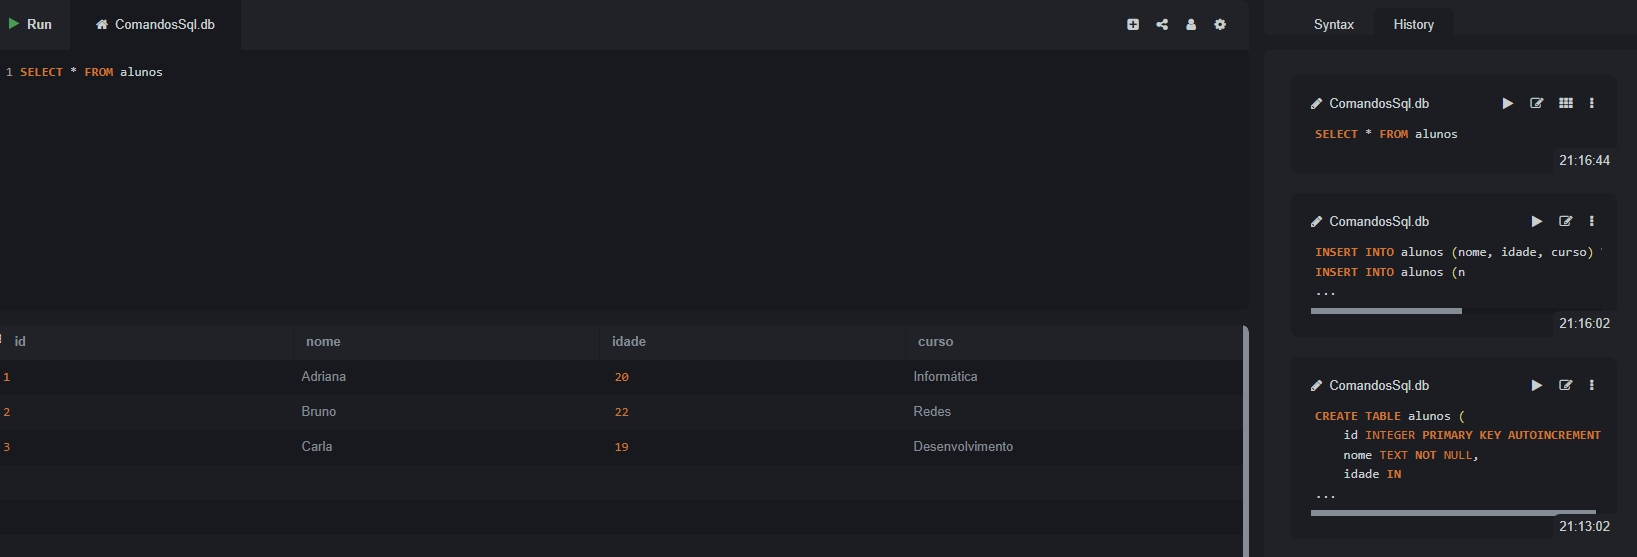 Run
ComandosSql.db
1 SELECT * FROM alunos
id nome idade curso
1 Adriana 20 Informática
2 Bruno 22 Redes
3 Carla 19 Desenvolvimento
Syntax History
ComandosSql.db
SELECT * FROM alunos
21:16:44
ComandosSql.db
INSERT INTO alunos (nome, idade, curso)
INSERT INTO alunos (n
...
21:16:02
ComandosSql.db
CREATE TABLE alunos (
id INTEGER PRIMARY KEY AUTOINCREMENT
nome TEXT NOT NULL,
idade IN
...
21:13:02